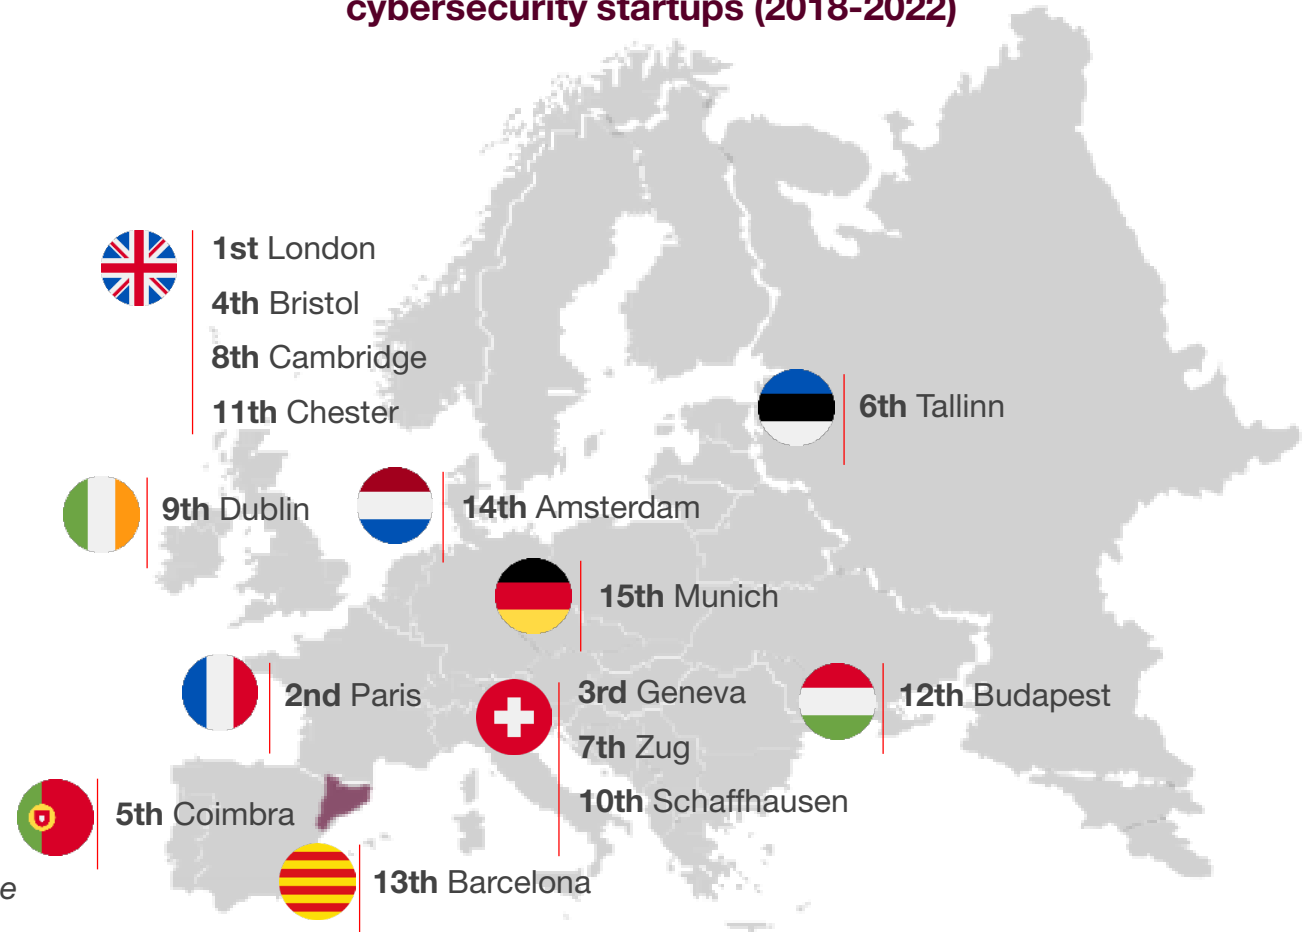 cybersecurity startups (2018-2022)
1st London
4th Bristol
8th Cambridge
11th Chester
6th Tallinn
9th Dublin
14th Amsterdam
15th Munich
2nd Paris
3rd Geneva
7th Zug
10th Schaffhausen
12th Budapest
5th Coimbra
13th Barcelona
e